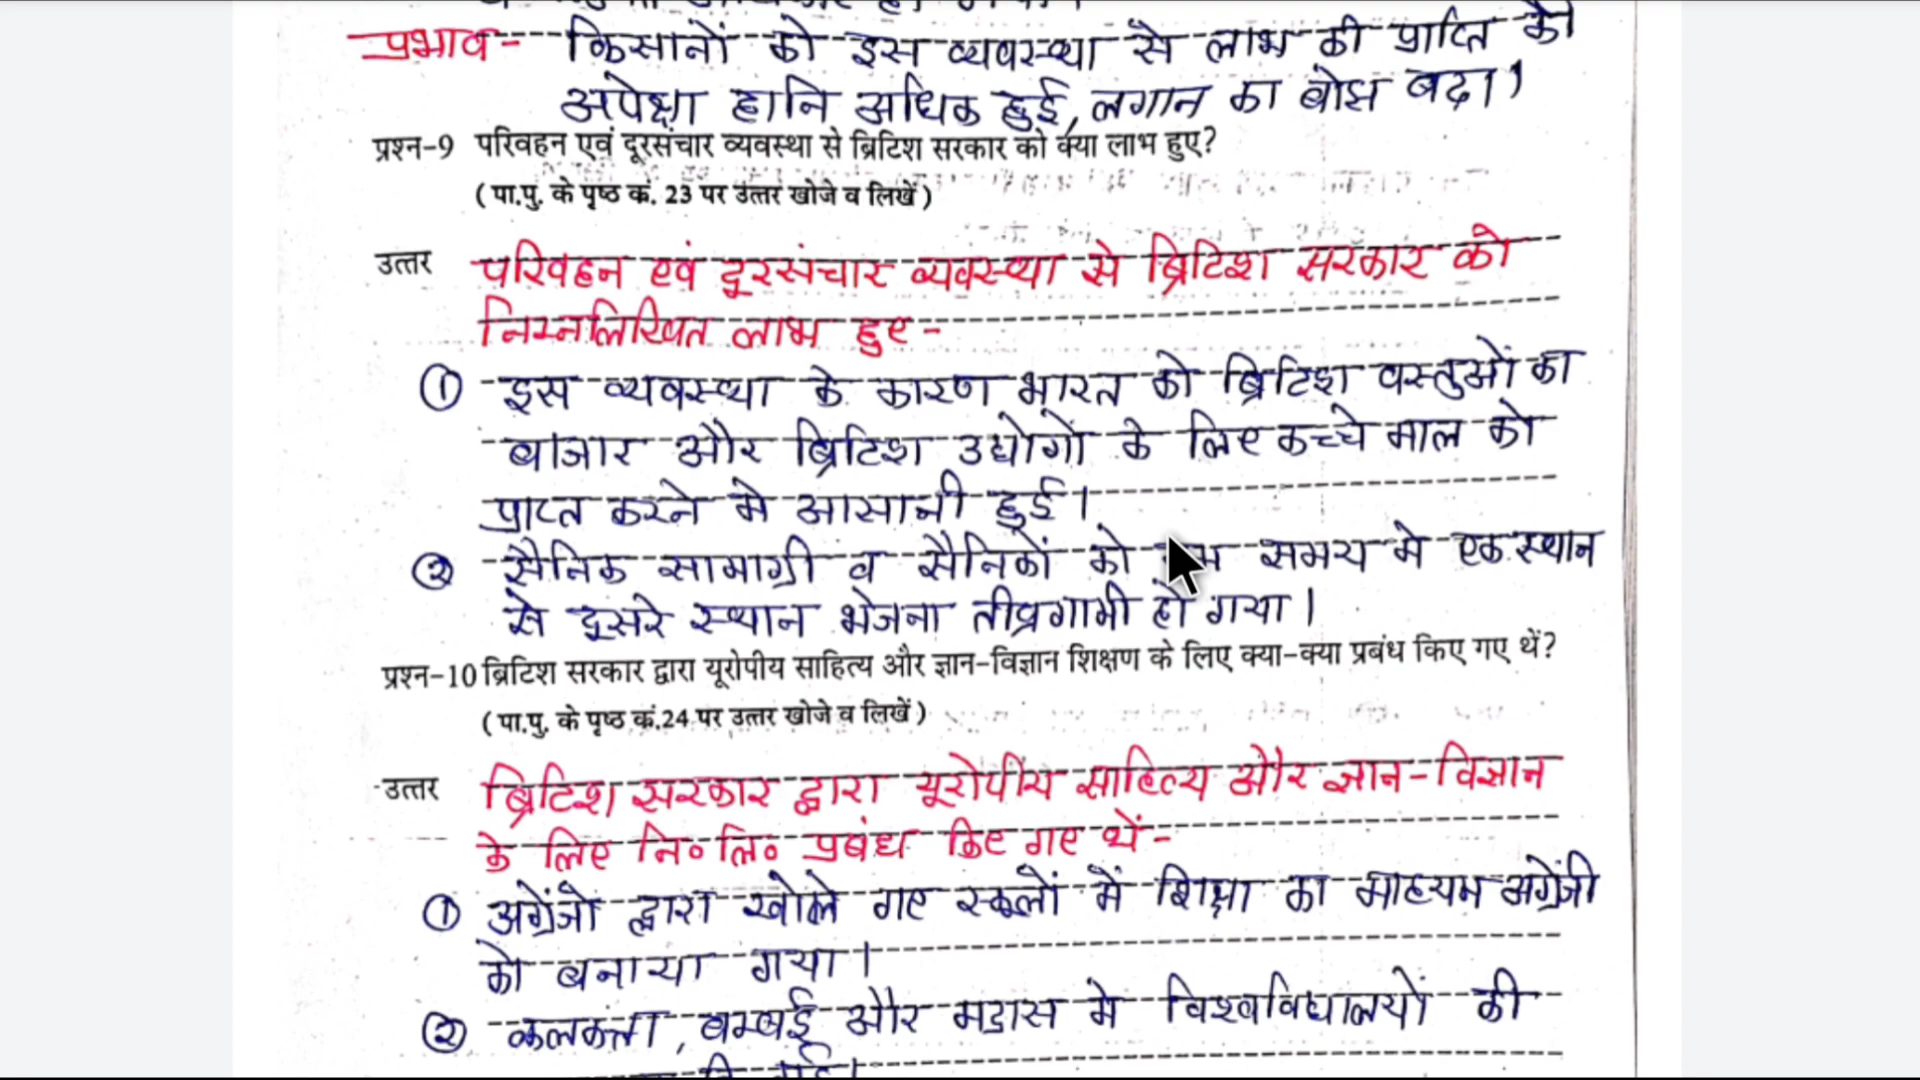 प्रभाव- किसानों को इस व्यवस्था से लाभ की प्राप्ति की
अपेक्षा हानि अधिक हुई, लगान का बोझ बढ़ा।
प्रश्न-9 परिवहन एवं दूरसंचार व्यवस्था से ब्रिटिश सरकार को क्या लाभ हुए?
( पा.पु. के पृष्ठ कं. 23 पर उत्तर खोजे व लिखें )
उत्तर परिवहन एवं दूरसंचार व्यवस्था से ब्रिटिश सरकार को
निम्नलिखित लाभ हुए-
① इस व्यवस्था के कारण भारत को ब्रिटिश वस्तुओं का
बाजार और ब्रिटिश उद्योगों के लिए कच्चे माल को
प्राप्त करने मे आसानी हुई।
② सैनिक सामाग्री व सैनिकों को समय मे एक स्थान
से दूसरे स्थान भेजना तीव्रगामी हो गया।
प्रश्न-10 ब्रिटिश सरकार द्वारा यूरोपीय साहित्य और ज्ञान-विज्ञान शिक्षण के लिए क्या-क्या प्रबंध किए गए थें?
( पा.पु. के पृष्ठ कं.24 पर उत्तर खोजे व लिखें )
उत्तर ब्रिटिश सरकार द्वारा यूरोपीय साहित्य और ज्ञान-विज्ञान
के लिए नि० लि० प्रबंध किए गए थें-
① अंग्रेंजो द्वारा खोले गए स्कूलों में शिक्षा का माध्यम अंग्रेंजी
को बनाया गया।
② कलकत्ता, बम्बई और मद्रास मे विश्वविद्यालयों की